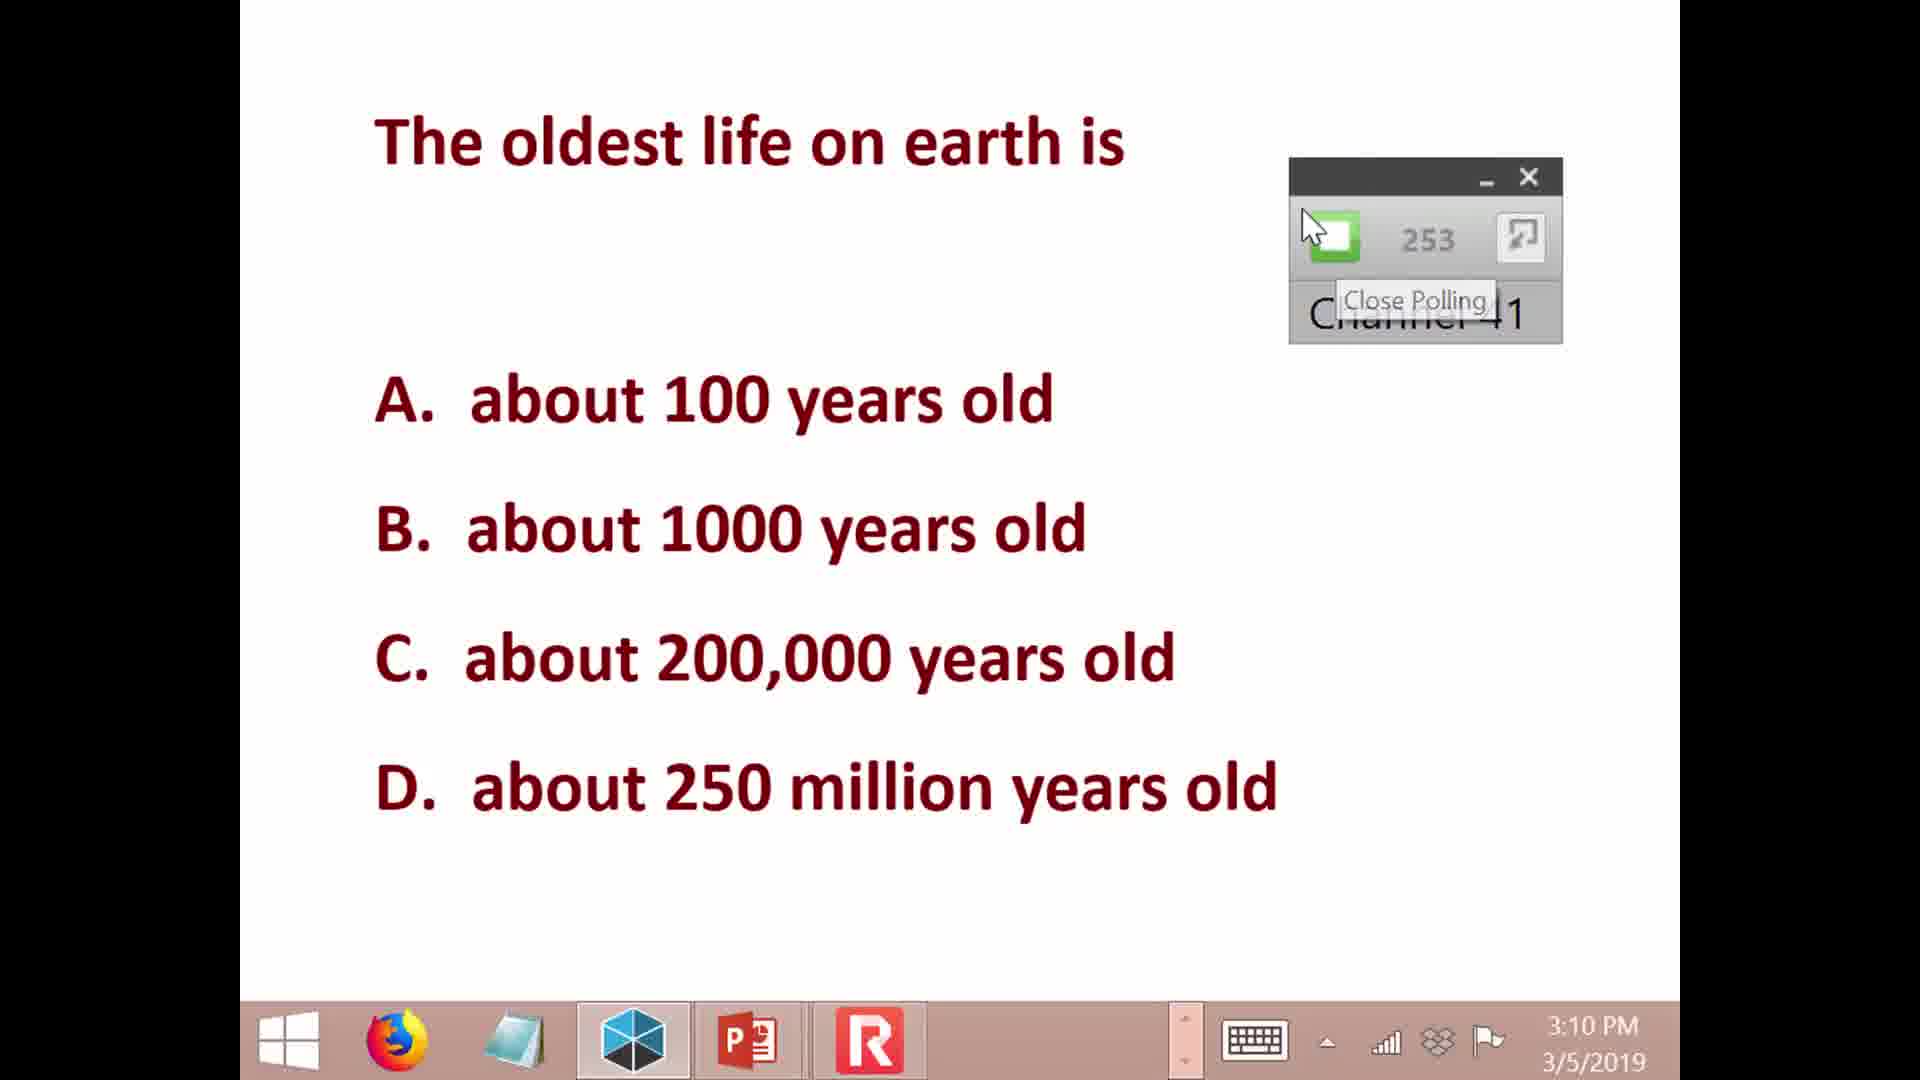 The oldest life on earth is
253
Close Polling
Channel 41
A. about 100 years old
B. about 1000 years old
C. about 200,000 years old
D. about 250 million years old
P
R
3:10 PM
3/5/2019